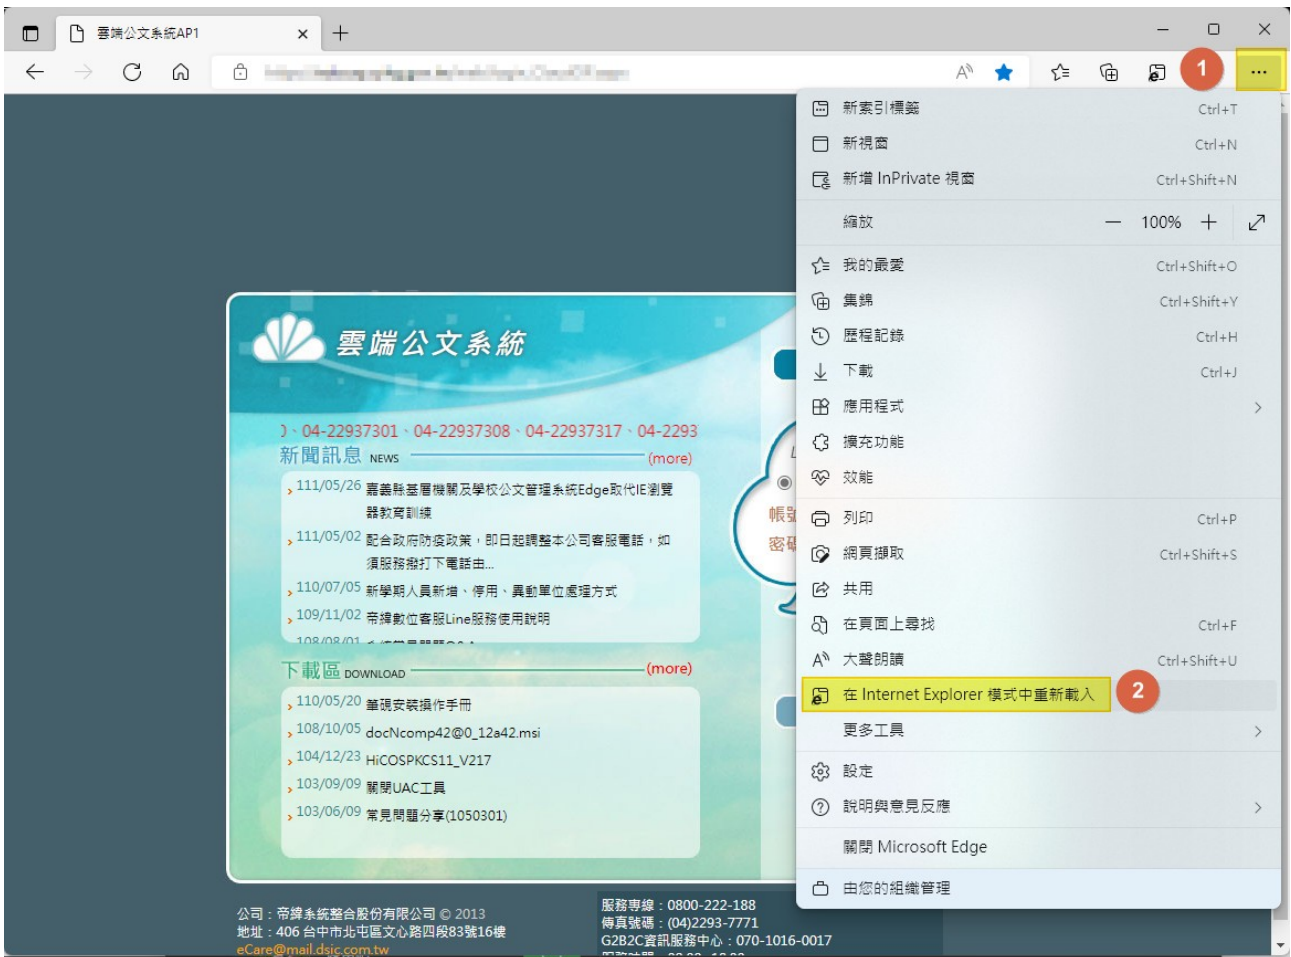 雲端公文系統AP1
1
新索引標籤 Ctrl+T
新視窗 Ctrl+N
新增 InPrivate 視窗 Ctrl+Shift+N
縮放 100%
我的最愛 Ctrl+Shift+O
集錦 Ctrl+Shift+Y
歷程記錄 Ctrl+H
下載 Ctrl+J
應用程式
擴充功能
效能
列印 Ctrl+P
網頁擷取 Ctrl+Shift+S
共用
在頁面上尋找 Ctrl+F
大聲朗讀 Ctrl+Shift+U
在 Internet Explorer 模式中重新載入 2
更多工具
設定
說明與意見反應
關閉 Microsoft Edge
由您的組織管理
雲端公文系統
、04-22937301、04-22937308、04-22937317、04-2293
新聞訊息 NEWS (more)
111/05/26 嘉義縣基層機關及學校公文管理系統Edge取代IE瀏覽
器教育訓練
111/05/02 配合政府防疫政策，即日起調整本公司客服電話，如
須服務撥打下電話由...
110/07/05 新學期人員新增、停用、異動單位處理方式
109/11/02 帝緯數位客服Line服務使用說明
108/08/01
帳號
密碼
下載區 DOWNLOAD (more)
110/05/20 筆硯安裝操作手冊
108/10/05 docNcomp42@0_12a42.msi
104/12/23 HiCOSPKCS11_V217
103/09/09 關閉UAC工具
103/06/09 常見問題分享(1050301)
公司：帝緯系統整合股份有限公司 © 2013
地址：406 台中市北屯區文心路四段83號16樓
eCare@mail.dsic.com.tw
服務專線：0800-222-188
傳真號碼：(04)2293-7771
G2B2C資訊服務中心：070-1016-0017